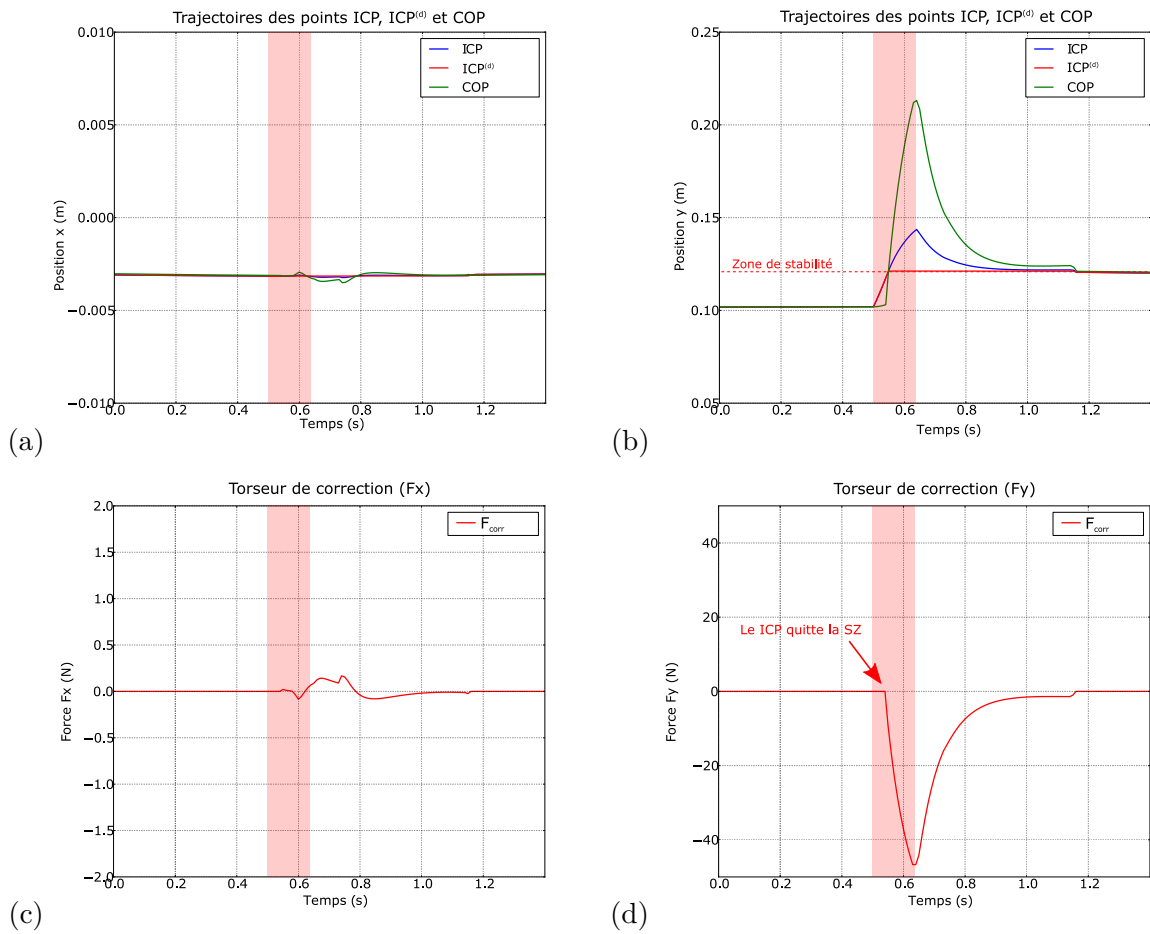 Trajectoires des points ICP, ICP⁽ᵈ⁾ et COP
0.010
0.005
0.000
−0.005
−0.010
0.0 0.2 0.4 0.6 0.8 1.0 1.2
Position x (m)
Temps (s)
ICP
ICP⁽ᵈ⁾
COP
(a)
Trajectoires des points ICP, ICP⁽ᵈ⁾ et COP
0.25
0.20
0.15
0.10
0.05
0.0 0.2 0.4 0.6 0.8 1.0 1.2
Position y (m)
Temps (s)
ICP
ICP⁽ᵈ⁾
COP
Zone de stabilité
(b)
Torseur de correction (Fx)
2.0
1.5
1.0
0.5
0.0
−0.5
−1.0
−1.5
−2.0
0.0 0.2 0.4 0.6 0.8 1.0 1.2
Force Fx (N)
Temps (s)
F corr
(c)
Torseur de correction (Fy)
40
20
0
−20
−40
0.0 0.2 0.4 0.6 0.8 1.0 1.2
Force Fy (N)
Temps (s)
F corr
Le ICP quitte la SZ
(d)